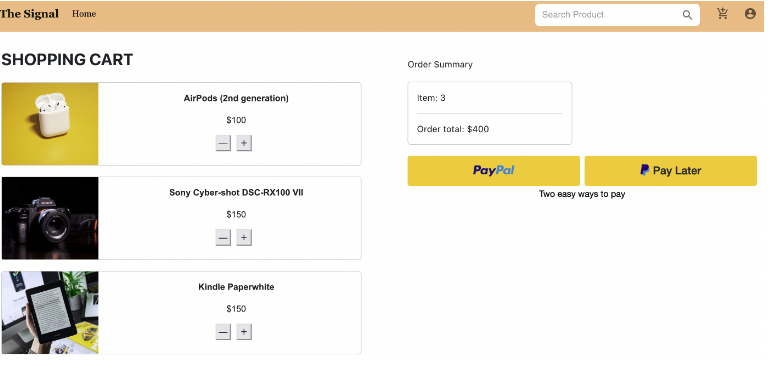 The Signal
Home
Search Product
SHOPPING CART
AirPods (2nd generation)
$100
— +
Sony Cyber-shot DSC-RX100 VII
$150
— +
Kindle Paperwhite
$150
— +
Order Summary
Item: 3
Order total: $400
PayPal
Pay Later
Two easy ways to pay